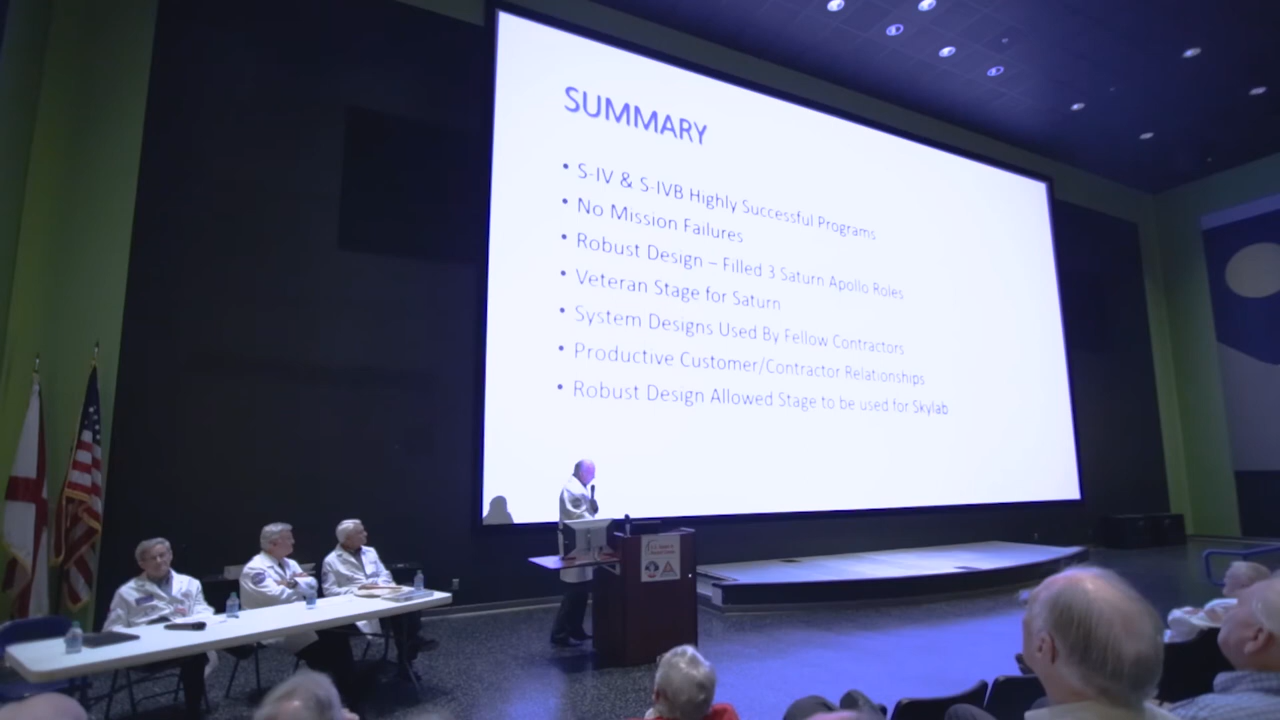 SUMMARY
• S-IV & S-IVB Highly Successful Programs
• No Mission Failures
• Robust Design – Filled 3 Saturn Apollo Roles
• Veteran Stage for Saturn
• System Designs Used By Fellow Contractors
• Productive Customer/Contractor Relationships
• Robust Design Allowed Stage to be used for Skylab